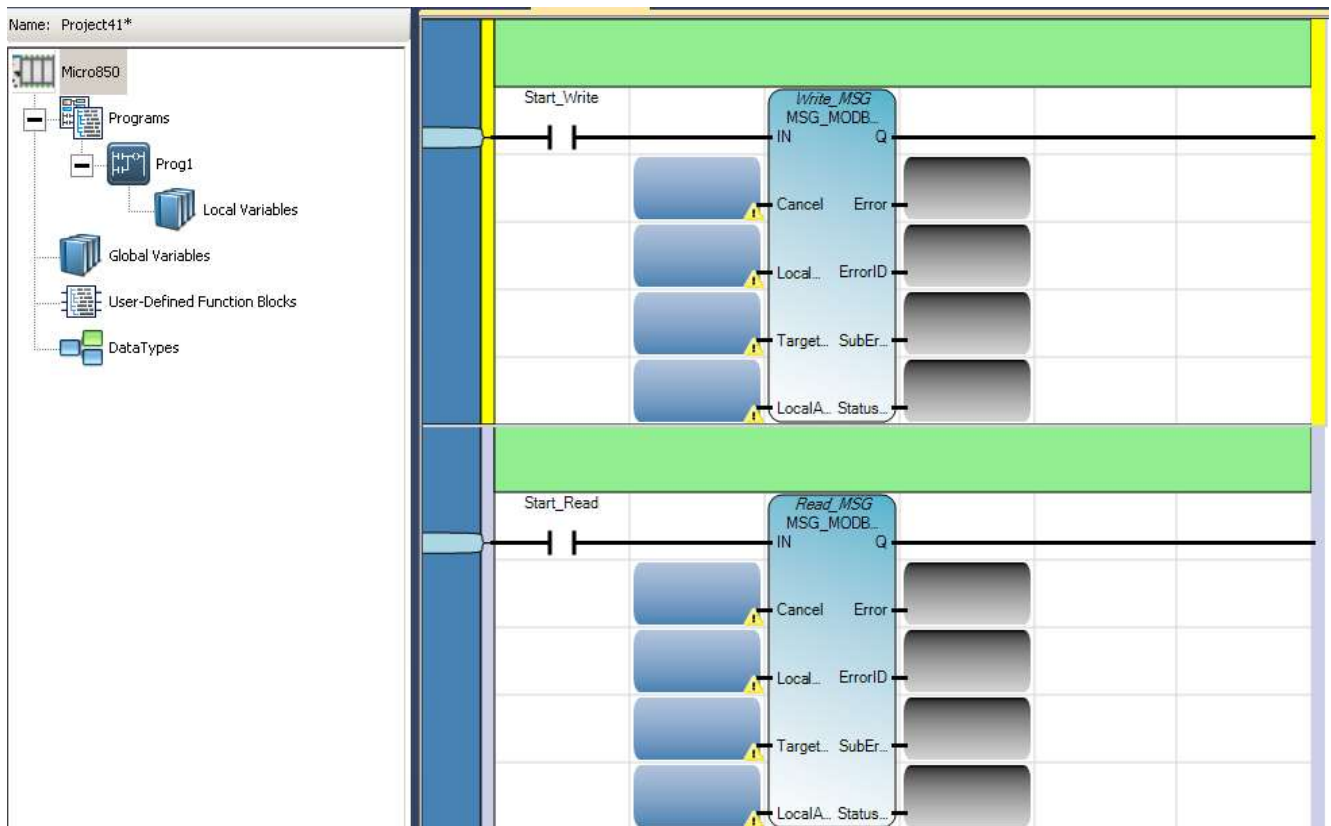 Name: Project41*
Micro850
Programs
Prog1
Local Variables
Global Variables
User-Defined Function Blocks
DataTypes
Start_Write
Write_MSG
MSG_MODB...
IN Q
Cancel Error
Local... ErrorID
Target... SubEr...
LocalA... Status...
Start_Read
Read_MSG
MSG_MODB...
IN Q
Cancel Error
Local... ErrorID
Target... SubEr...
LocalA... Status...